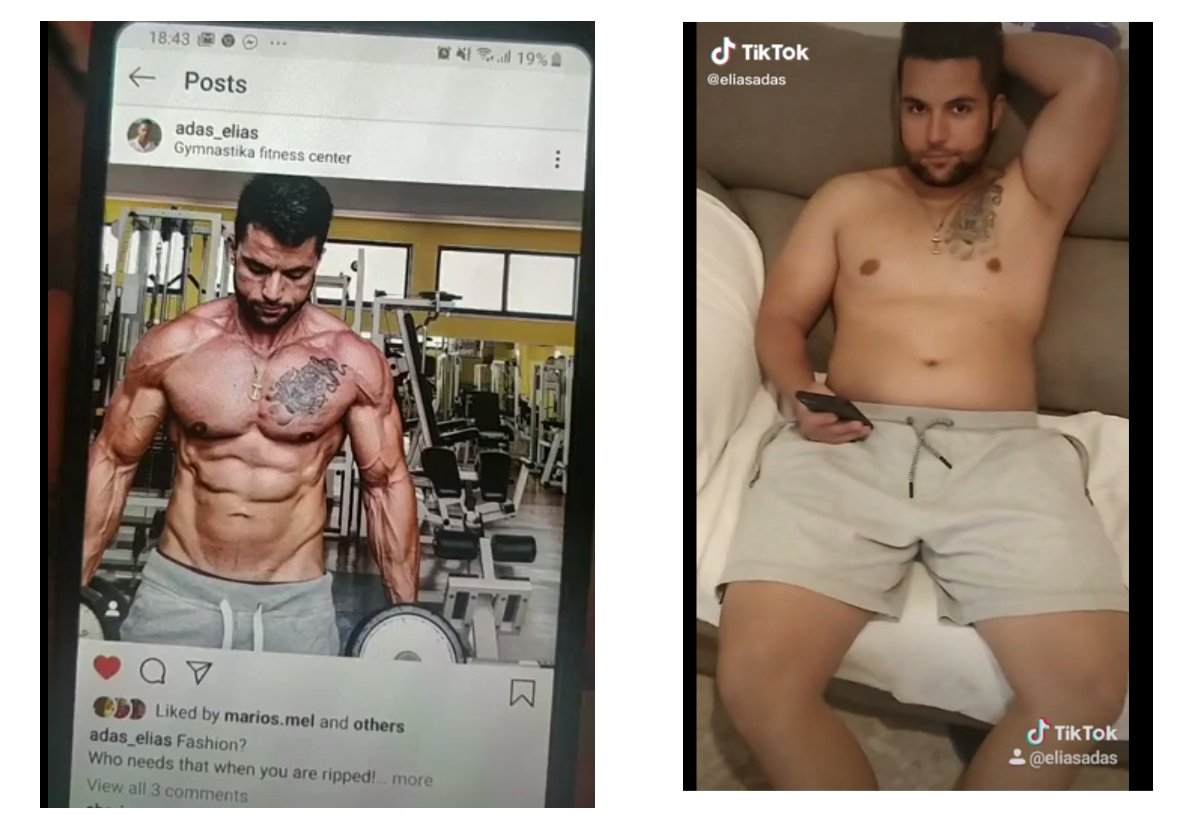 18:43
19%
Posts
adas_elias
Gymnastika fitness center
Liked by marios.mel and others
adas_elias Fashion?
Who needs that when you are ripped!... more
View all 3 comments
TikTok
@eliasadas
TikTok
@eliasadas